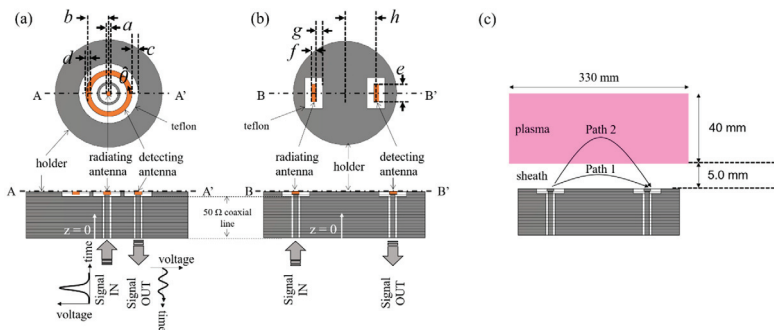 (a)
b
a
c
d
θ̂
A
A'
teflon
holder
radiating
antenna
detecting
antenna
A
A'
50 Ω coaxial
line
z = 0
time
voltage
Signal
IN
Signal
OUT
voltage
time
(b)
h
g
f
e
B
B'
teflon
radiating
antenna
holder
detecting
antenna
B
B'
z = 0
Signal
IN
Signal
OUT
(c)
330 mm
plasma
Path 2
40 mm
sheath
Path 1
5.0 mm